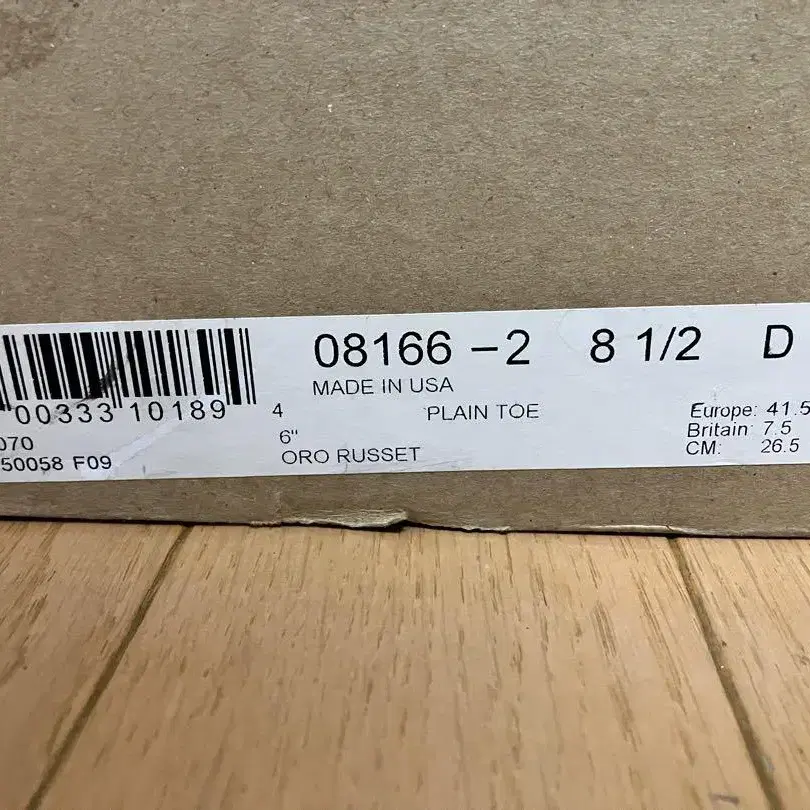 08166 – 2 8 1/2 D
MADE IN USA
00333 10189 4 PLAIN TOE Europe: 41.5
070 6" Britain: 7.5
50058 F09 ORO RUSSET CM: 26.5